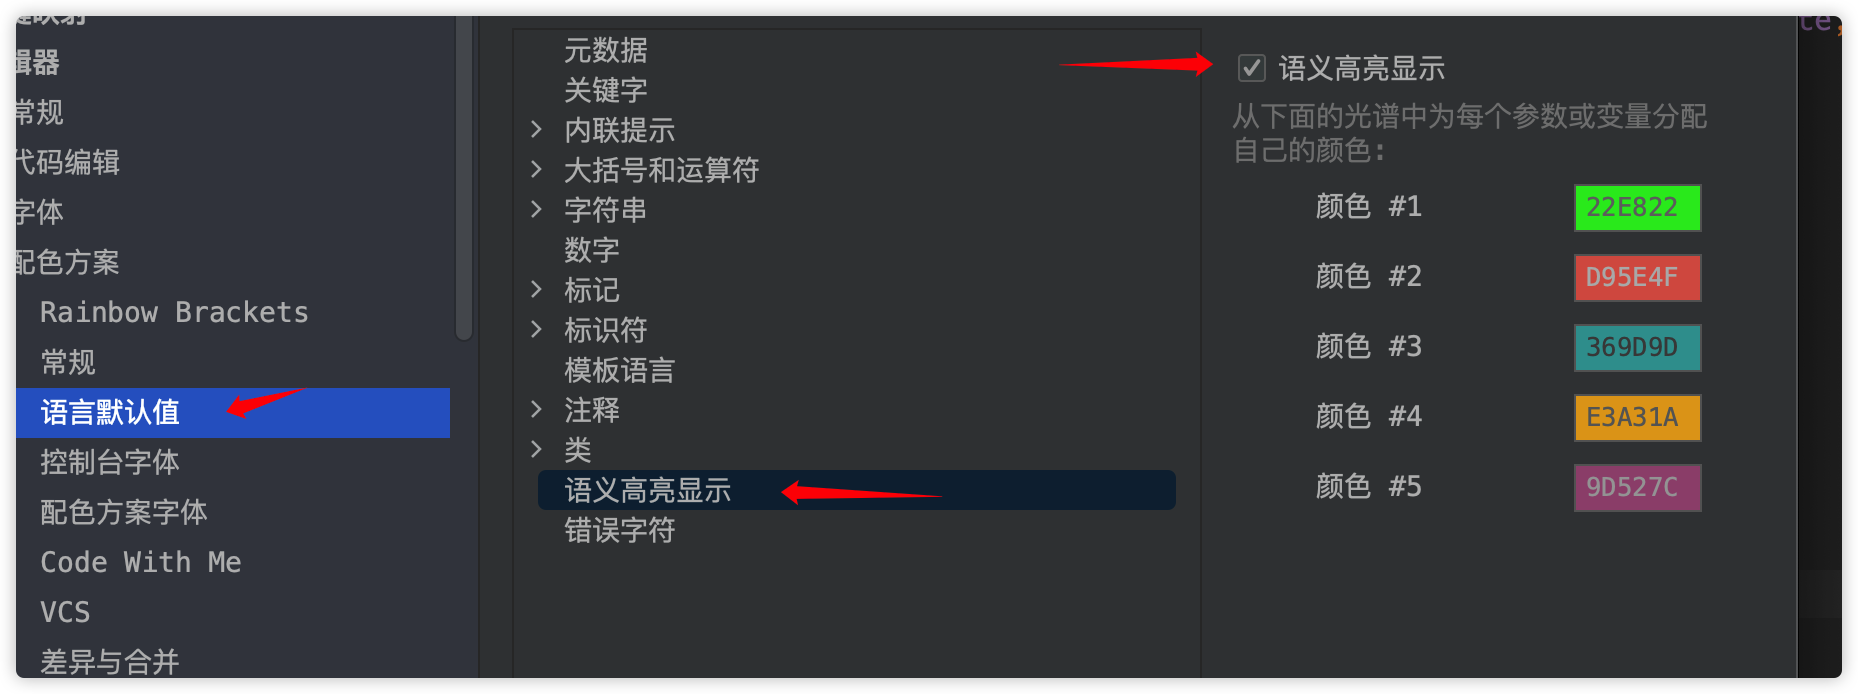 键映射
辑器
常规
代码编辑
字体
配色方案
Rainbow Brackets
常规
语言默认值
控制台字体
配色方案字体
Code With Me
VCS
差异与合并
元数据
关键字
内联提示
大括号和运算符
字符串
数字
标记
标识符
模板语言
注释
类
语义高亮显示
错误字符
语义高亮显示
从下面的光谱中为每个参数或变量分配
自己的颜色:
颜色 #1 22E822
颜色 #2 D95E4F
颜色 #3 369D9D
颜色 #4 E3A31A
颜色 #5 9D527C
te,